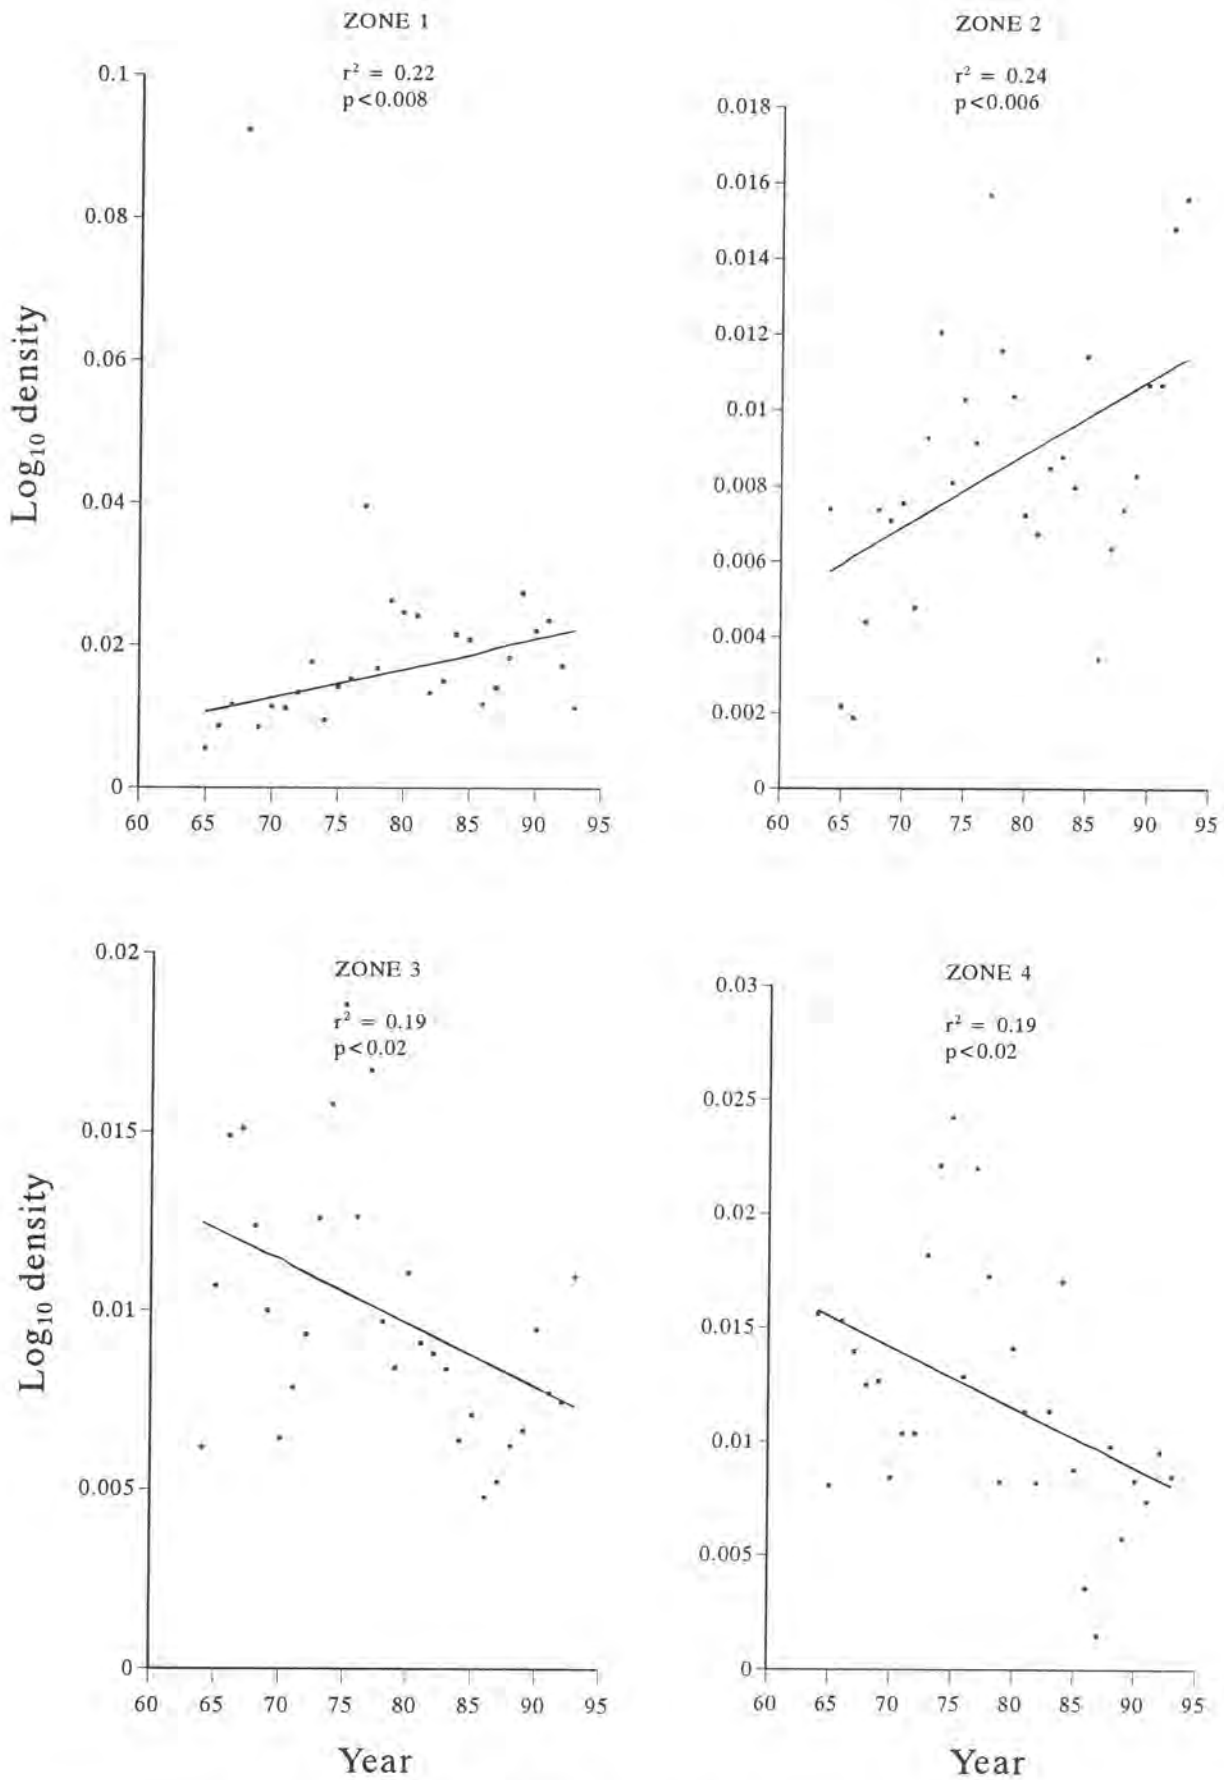 ZONE 1
r² = 0.22
p<0.008
0.1
0.08
0.06
0.04
0.02
0
60 65 70 75 80 85 90 95
Log₁₀ density
ZONE 2
r² = 0.24
p<0.006
0.018
0.016
0.014
0.012
0.01
0.008
0.006
0.004
0.002
0
60 65 70 75 80 85 90 95
ZONE 3
r² = 0.19
p<0.02
0.02
0.015
0.01
0.005
0
60 65 70 75 80 85 90 95
Log₁₀ density
Year
ZONE 4
r² = 0.19
p<0.02
0.03
0.025
0.02
0.015
0.01
0.005
0
60 65 70 75 80 85 90 95
Year